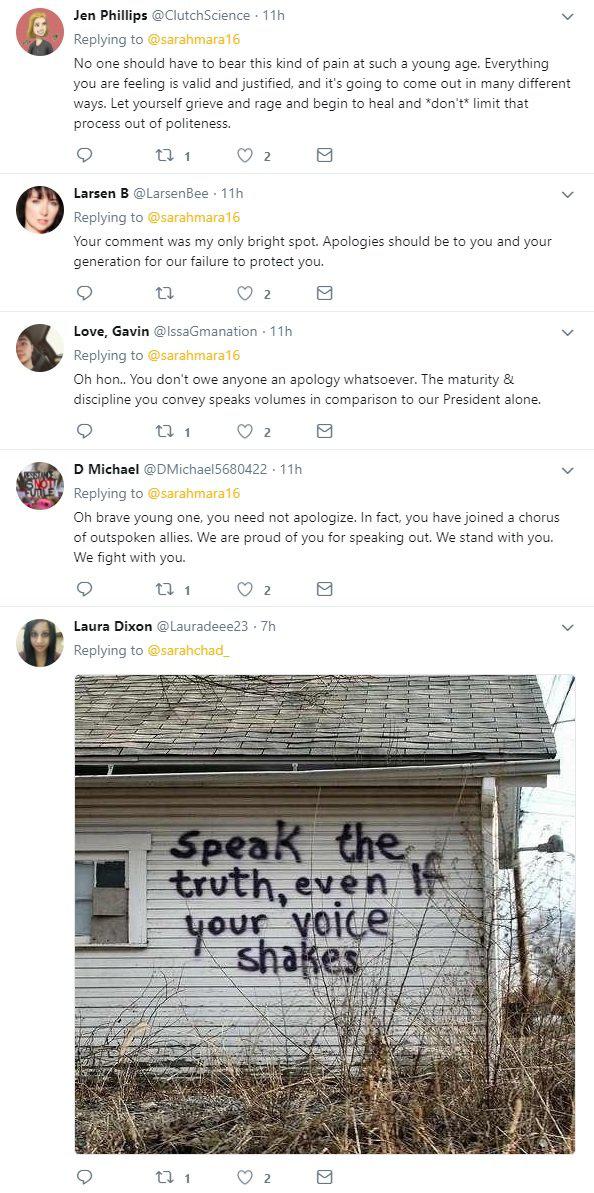 Jen Phillips @ClutchScience · 11h
Replying to @sarahmara16
No one should have to bear this kind of pain at such a young age. Everything
you are feeling is valid and justified, and it's going to come out in many different
ways. Let yourself grieve and rage and begin to heal and *don't* limit that
process out of politeness.
1 2
Larsen B @LarsenBee · 11h
Replying to @sarahmara16
Your comment was my only bright spot. Apologies should be to you and your
generation for our failure to protect you.
2
Love, Gavin @IssaGmanation · 11h
Replying to @sarahmara16
Oh hon.. You don't owe anyone an apology whatsoever. The maturity &
discipline you convey speaks volumes in comparison to our President alone.
1 2
D Michael @DMichael5680422 · 11h
Replying to @sarahmara16
Oh brave young one, you need not apologize. In fact, you have joined a chorus
of outspoken allies. We are proud of you for speaking out. We stand with you.
We fight with you.
1 2
RESISTANCE
IS NOT
FUTILE
Laura Dixon @Lauradeee23 · 7h
Replying to @sarahchad_
speak the
truth, even If
your voice
shakes
1 2